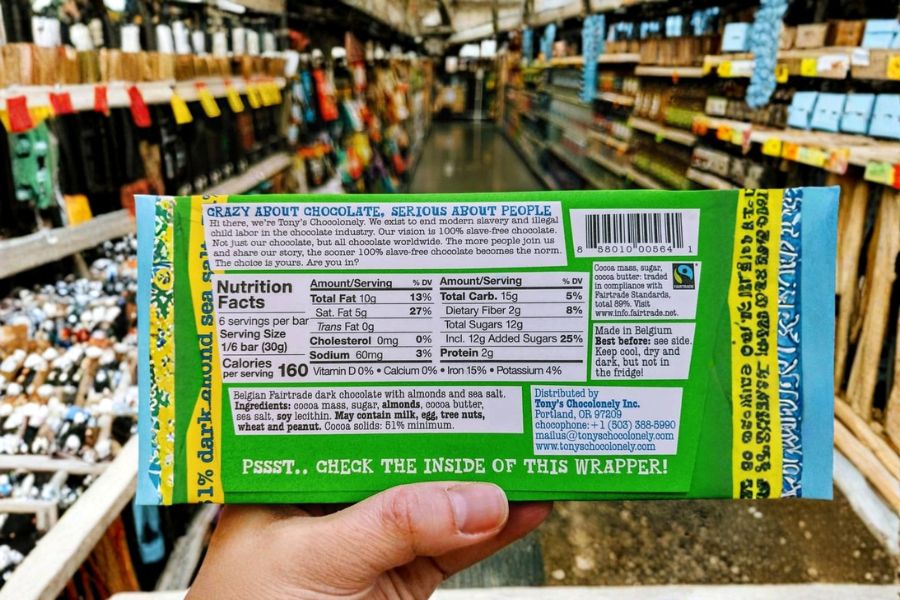 CRAZY ABOUT CHOCOLATE, SERIOUS ABOUT PEOPLE
Hi there, we're Tony's Chocolonely. We exist to end modern slavery and illegal
child labor in the chocolate industry. Our vision is 100% slave-free chocolate.
Not just our chocolate, but all chocolate worldwide. The more people join us
and share our story, the sooner 100% slave-free chocolate becomes the norm.
The choice is yours. Are you in?
8 58010 00564 1
Cocoa mass, sugar,
cocoa butter: traded
in compliance with
Fairtrade Standards,
total 89%. Visit
www.info.fairtrade.net.
FAIRTRADE
Nutrition
Facts
6 servings per bar
Serving Size
1/6 bar (30g)
Calories
per serving 160
Amount/Serving % DV
Total Fat 10g 13%
Sat. Fat 5g 27%
Trans Fat 0g
Cholesterol 0mg 0%
Sodium 60mg 3%
Amount/Serving % DV
Total Carb. 15g 5%
Dietary Fiber 2g 8%
Total Sugars 12g
Incl. 12g Added Sugars 25%
Protein 2g
Vitamin D 0% • Calcium 0% • Iron 15% • Potassium 4%
Made in Belgium
Best before: see side.
Keep cool, dry and
dark, but not in
the fridge!
Belgian Fairtrade dark chocolate with almonds and sea salt.
Ingredients: cocoa mass, sugar, almonds, cocoa butter,
sea salt, soy lecithin. May contain milk, egg, tree nuts,
wheat and peanut. Cocoa solids: 51% minimum.
Distributed by
Tony's Chocolonely Inc.
Portland, OR 97209
chocophone: +1 (503) 388-5990
mailus@tonyschocolonely.com
www.tonyschocolonely.com
PSSST.. CHECK THE INSIDE OF THIS WRAPPER!
51% dark almond sea salt